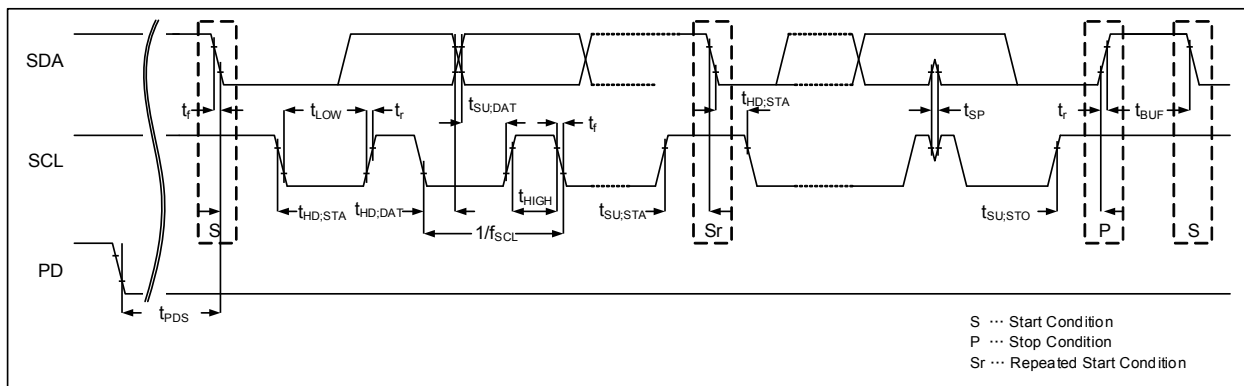 SDA
t_f
t_LOW
t_r
t_SU;DAT
t_f
t_HD;STA
t_SP
t_r
t_BUF
SCL
t_HD;STA
t_HD;DAT
t_HIGH
t_SU;STA
t_SU;STO
S
1/f_SCL
Sr
P
S
PD
t_PDS
S ··· Start Condition
P ··· Stop Condition
Sr ··· Repeated Start Condition